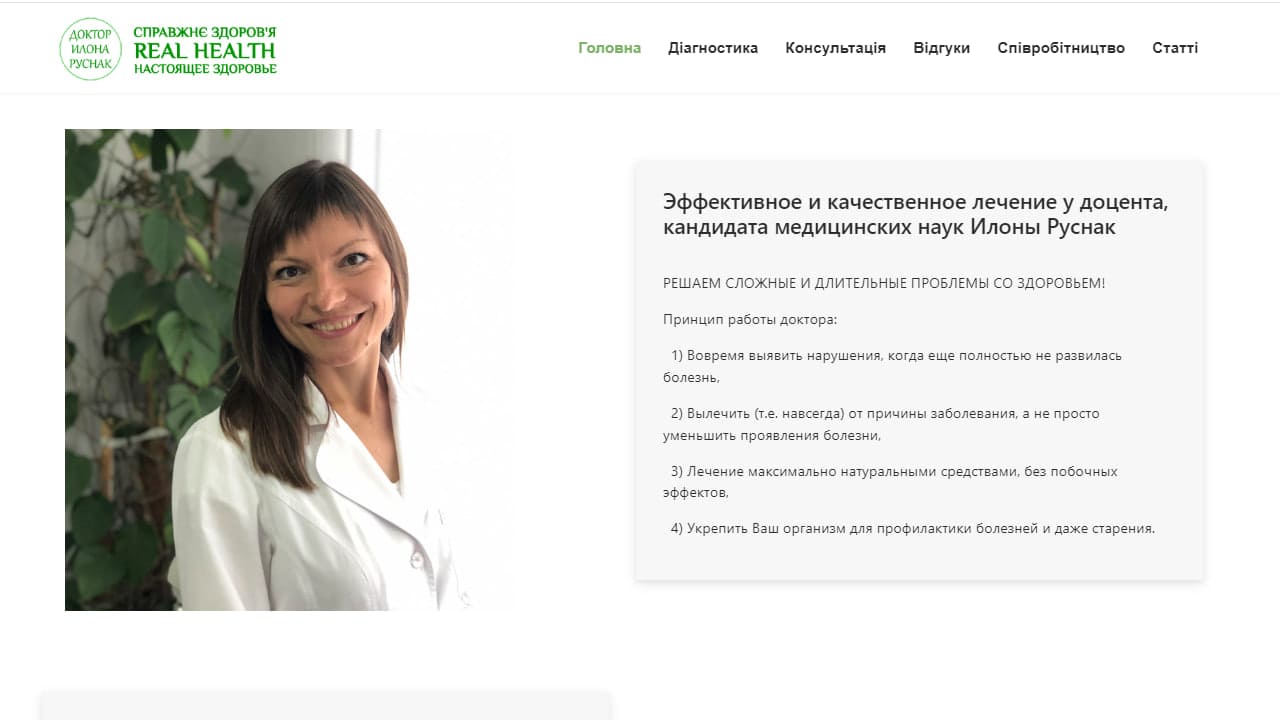 ДОКТОР
ИЛОНА
РУСНАК
СПРАВЖНЄ ЗДОРОВ'Я
REAL HEALTH
НАСТОЯЩЕЕ ЗДОРОВЬЕ
Головна Діагностика Консультація Відгуки Співробітництво Статті
Эффективное и качественное лечение у доцента,
кандидата медицинских наук Илоны Руснак
РЕШАЕМ СЛОЖНЫЕ И ДЛИТЕЛЬНЫЕ ПРОБЛЕМЫ СО ЗДОРОВЬЕМ!
Принцип работы доктора:
1) Вовремя выявить нарушения, когда еще полностью не развилась
болезнь,
2) Вылечить (т.е. навсегда) от причины заболевания, а не просто
уменьшить проявления болезни,
3) Лечение максимально натуральными средствами, без побочных
эффектов,
4) Укрепить Ваш организм для профилактики болезней и даже старения.